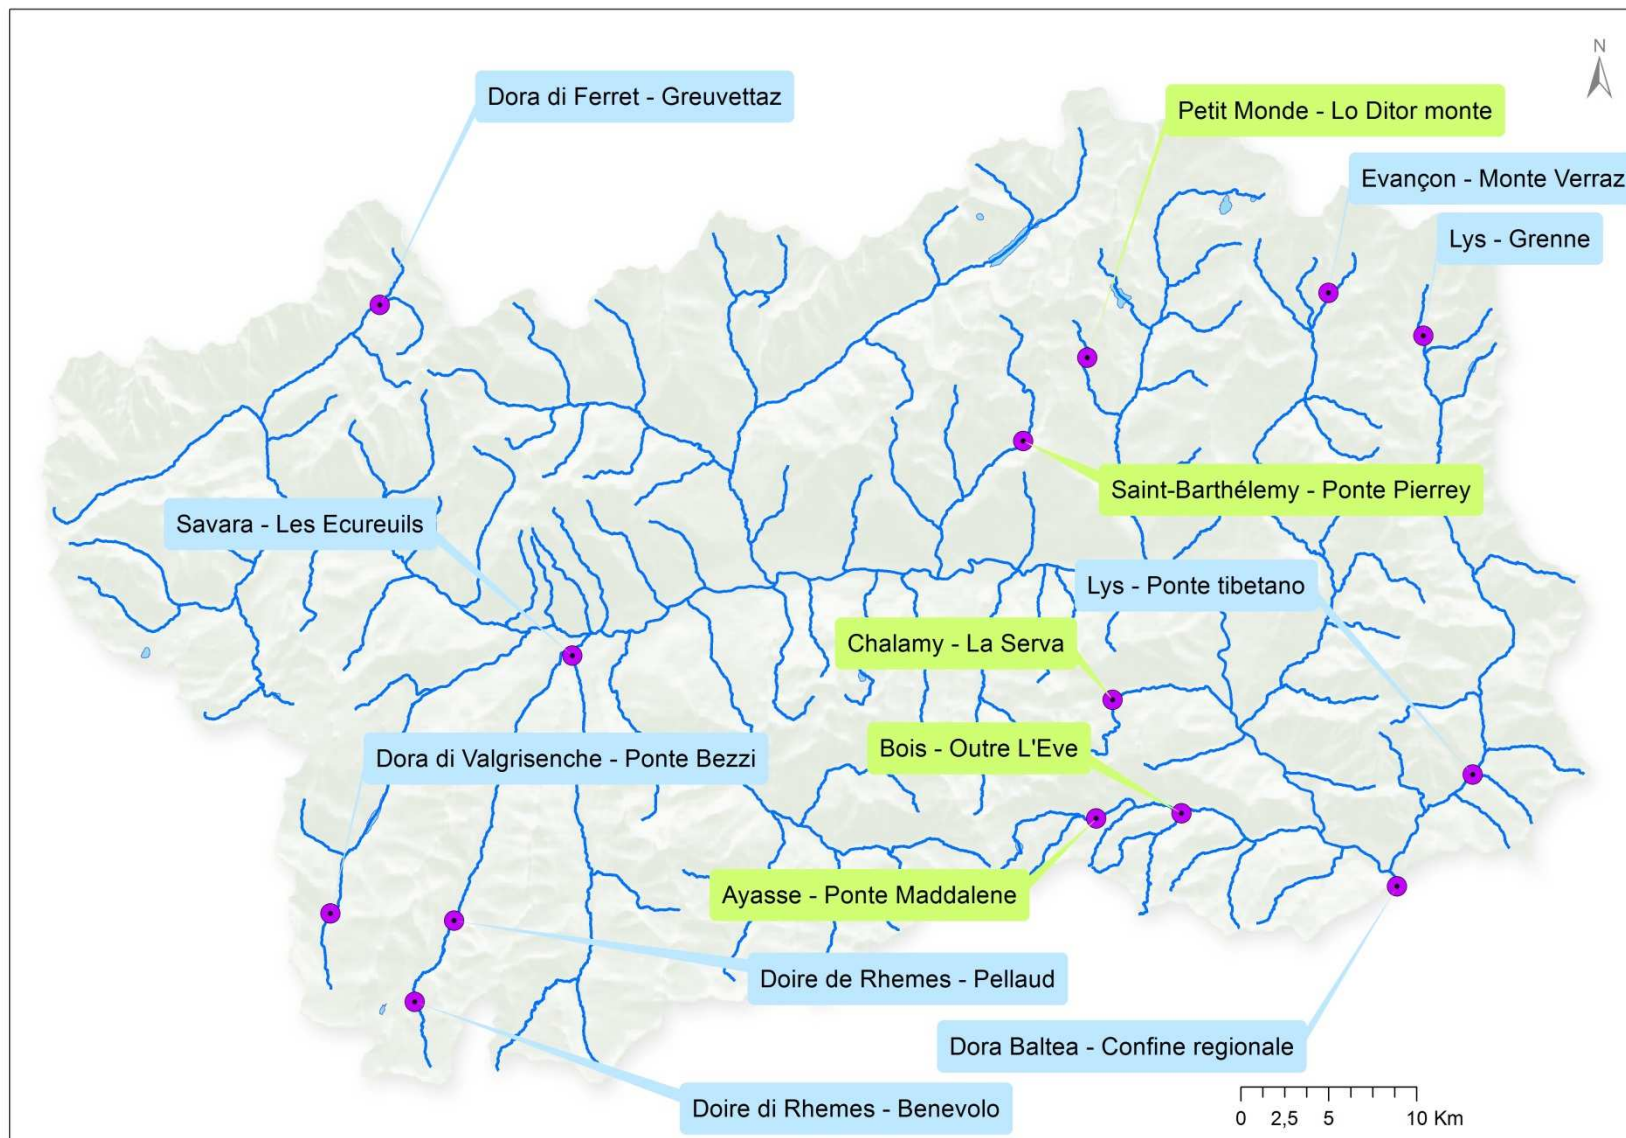 N
Dora di Ferret - Greuvettaz
Petit Monde - Lo Ditor monte
Evançon - Monte Verraz
Lys - Grenne
Saint-Barthélemy - Ponte Pierrey
Savara - Les Ecureuils
Lys - Ponte tibetano
Chalamy - La Serva
Bois - Outre L'Eve
Dora di Valgrisenche - Ponte Bezzi
Ayasse - Ponte Maddalene
Doire de Rhemes - Pellaud
Dora Baltea - Confine regionale
Doire di Rhemes - Benevolo
0 2,5 5 10 Km